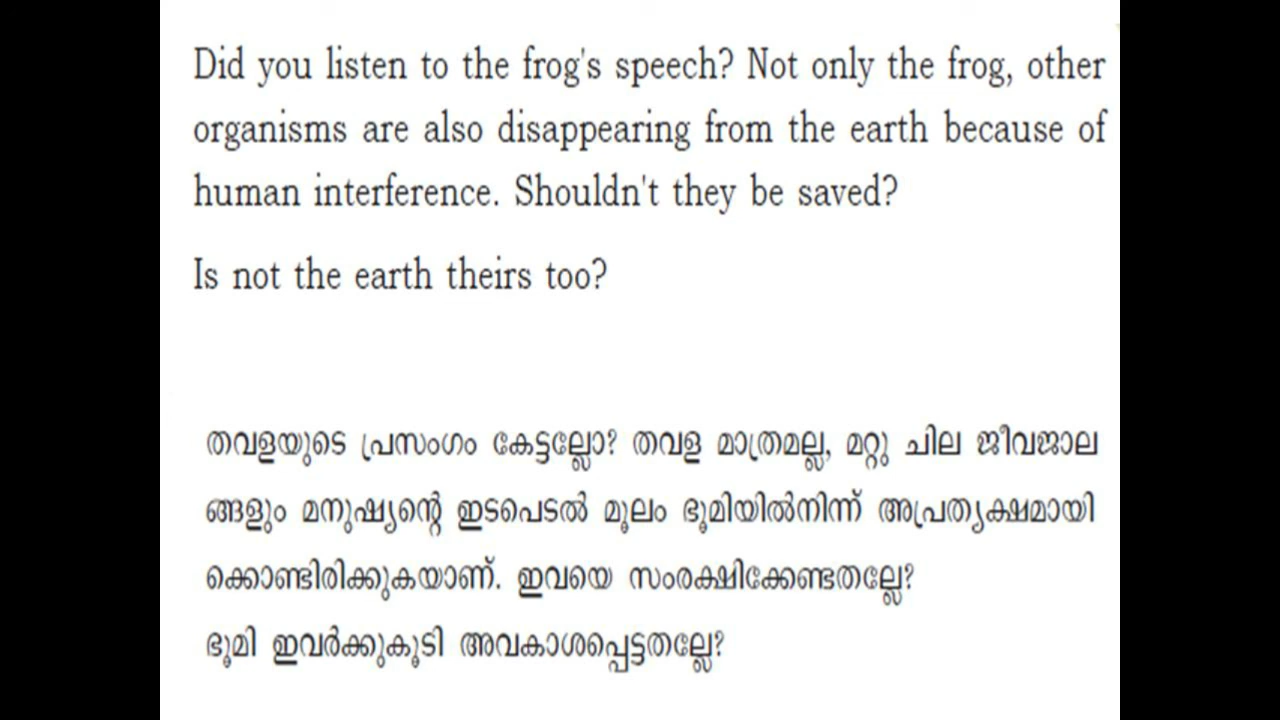 Did you listen to the frog's speech? Not only the frog, other
organisms are also disappearing from the earth because of
human interference. Shouldn't they be saved?
Is not the earth theirs too?
തവളയുടെ പ്രസംഗം കേട്ടല്ലോ? തവള മാത്രമല്ല, മറ്റു ചില ജീവജാല
ങ്ങളും മനുഷ്യന്റെ ഇടപെടൽ മൂലം ഭൂമിയിൽനിന്ന് അപ്രത്യക്ഷമായി
ക്കൊണ്ടിരിക്കുകയാണ്. ഇവയെ സംരക്ഷിക്കേണ്ടതല്ലേ?
ഭൂമി ഇവർക്കുകൂടി അവകാശപ്പെട്ടതല്ലേ?